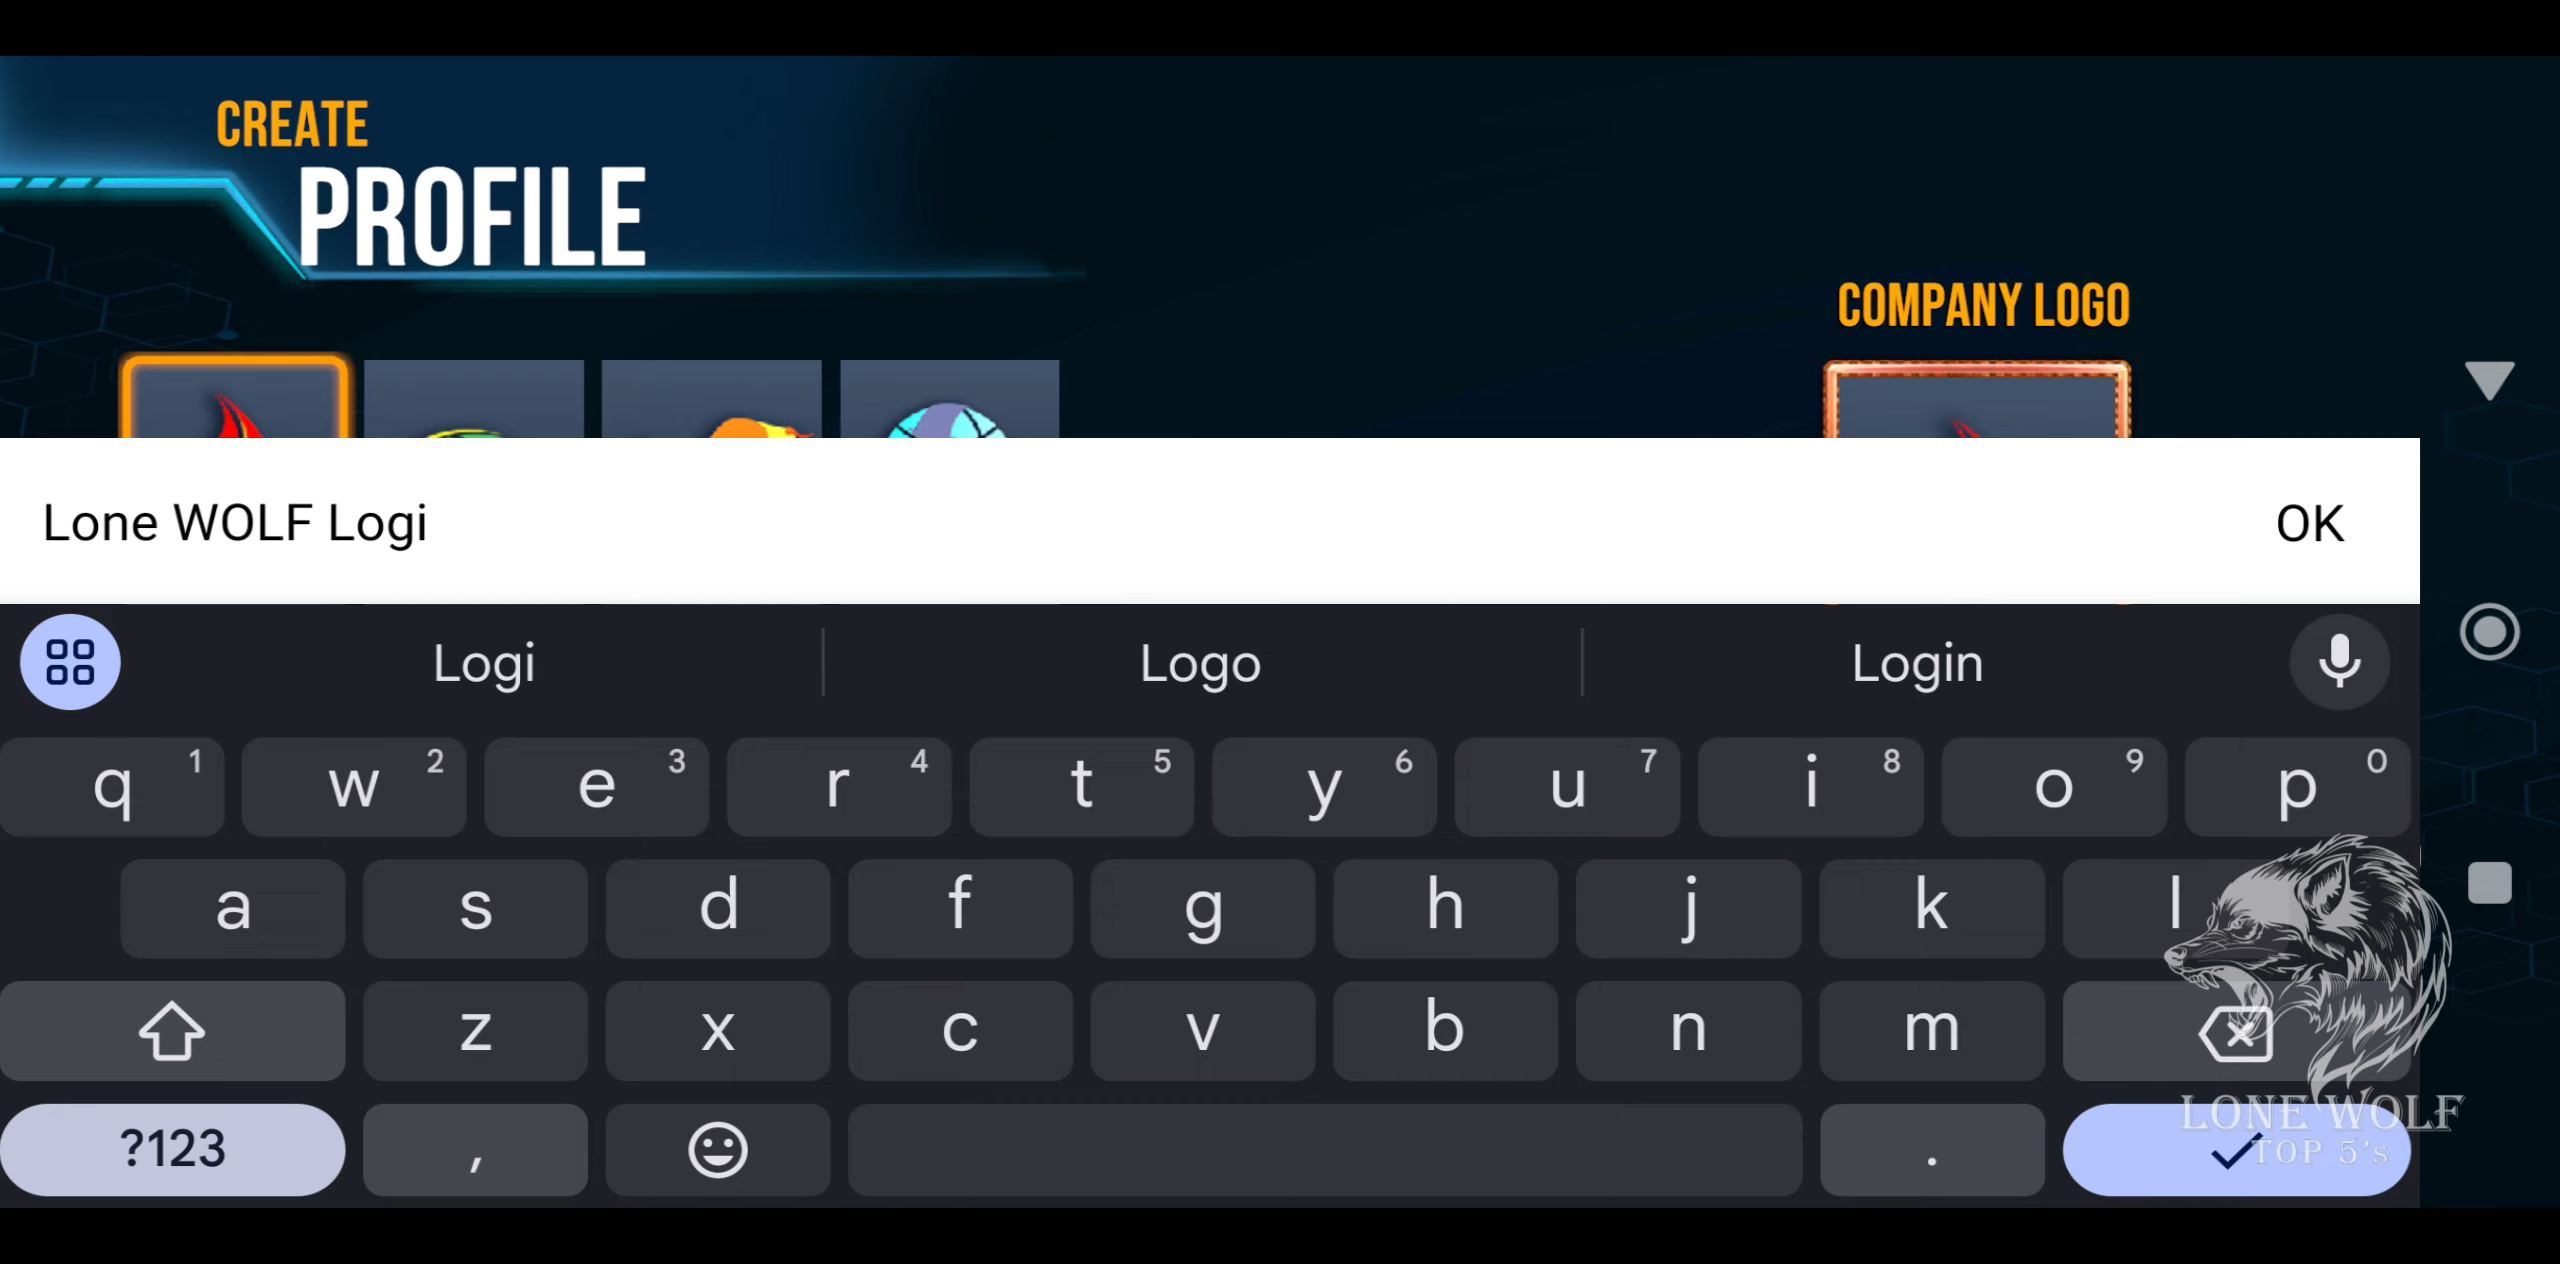 CREATE
PROFILE
COMPANY LOGO
Lone WOLF Logi
OK
Logi
Logo
Login
q 1 w 2 e 3 r 4 t 5 y 6 u 7 i 8 o 9 p 0
a s d f g h j k l
z x c v b n m
?123 , .
LONE WOLF
TOP 5's